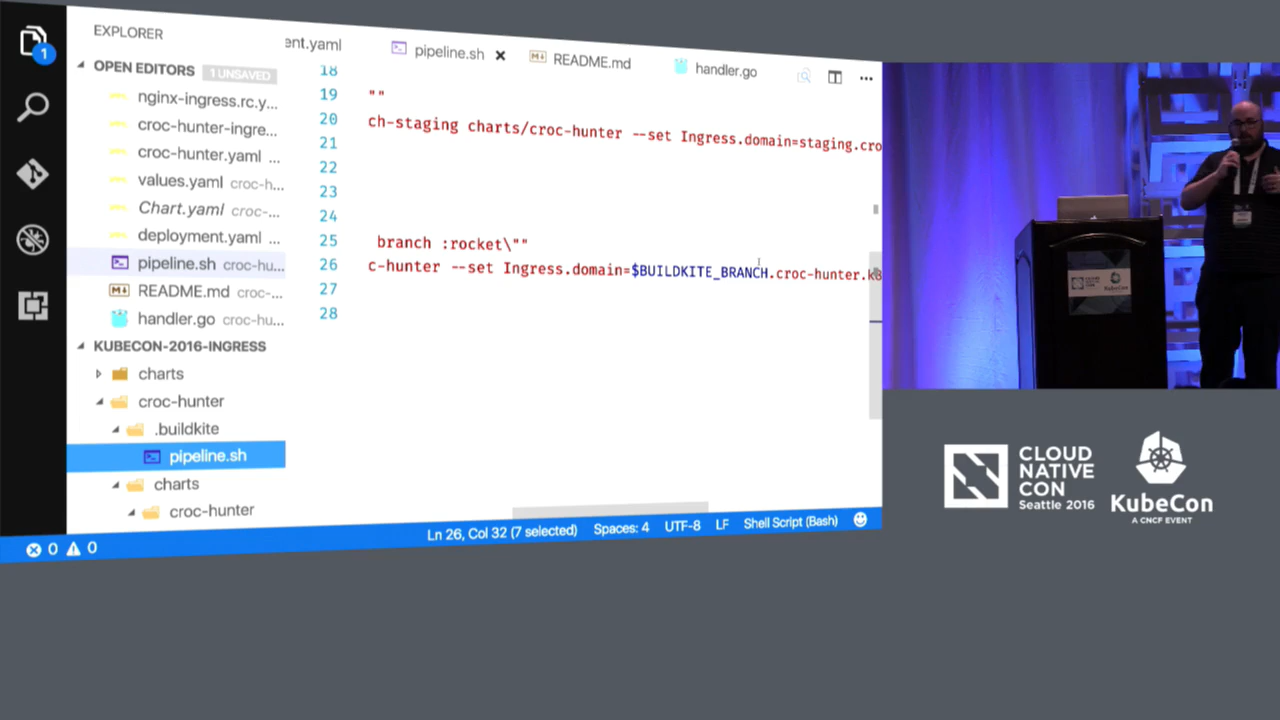 EXPLORER
OPEN EDITORS 1 UNSAVED
nginx-ingress.rc.y...
croc-hunter-ingre...
croc-hunter.yaml ...
values.yaml croc-h...
Chart.yaml croc-...
deployment.yaml ...
pipeline.sh croc-hu...
README.md croc-...
handler.go croc-hu...
KUBECON-2016-INGRESS
charts
croc-hunter
.buildkite
pipeline.sh
charts
croc-hunter
ent.yaml pipeline.sh README.md handler.go
18
19 ""
20 ch-staging charts/croc-hunter --set Ingress.domain=staging.cro
21
22
23
24
25 branch :rocket\""
26 c-hunter --set Ingress.domain=$BUILDKITE_BRANCH.croc-hunter.k8
27
28
0 0 Ln 26, Col 32 (7 selected) Spaces: 4 UTF-8 LF Shell Script (Bash)
1
CLOUD
NATIVE
CON
Seattle 2016
KubeCon
A CNCF EVENT
KubeCon